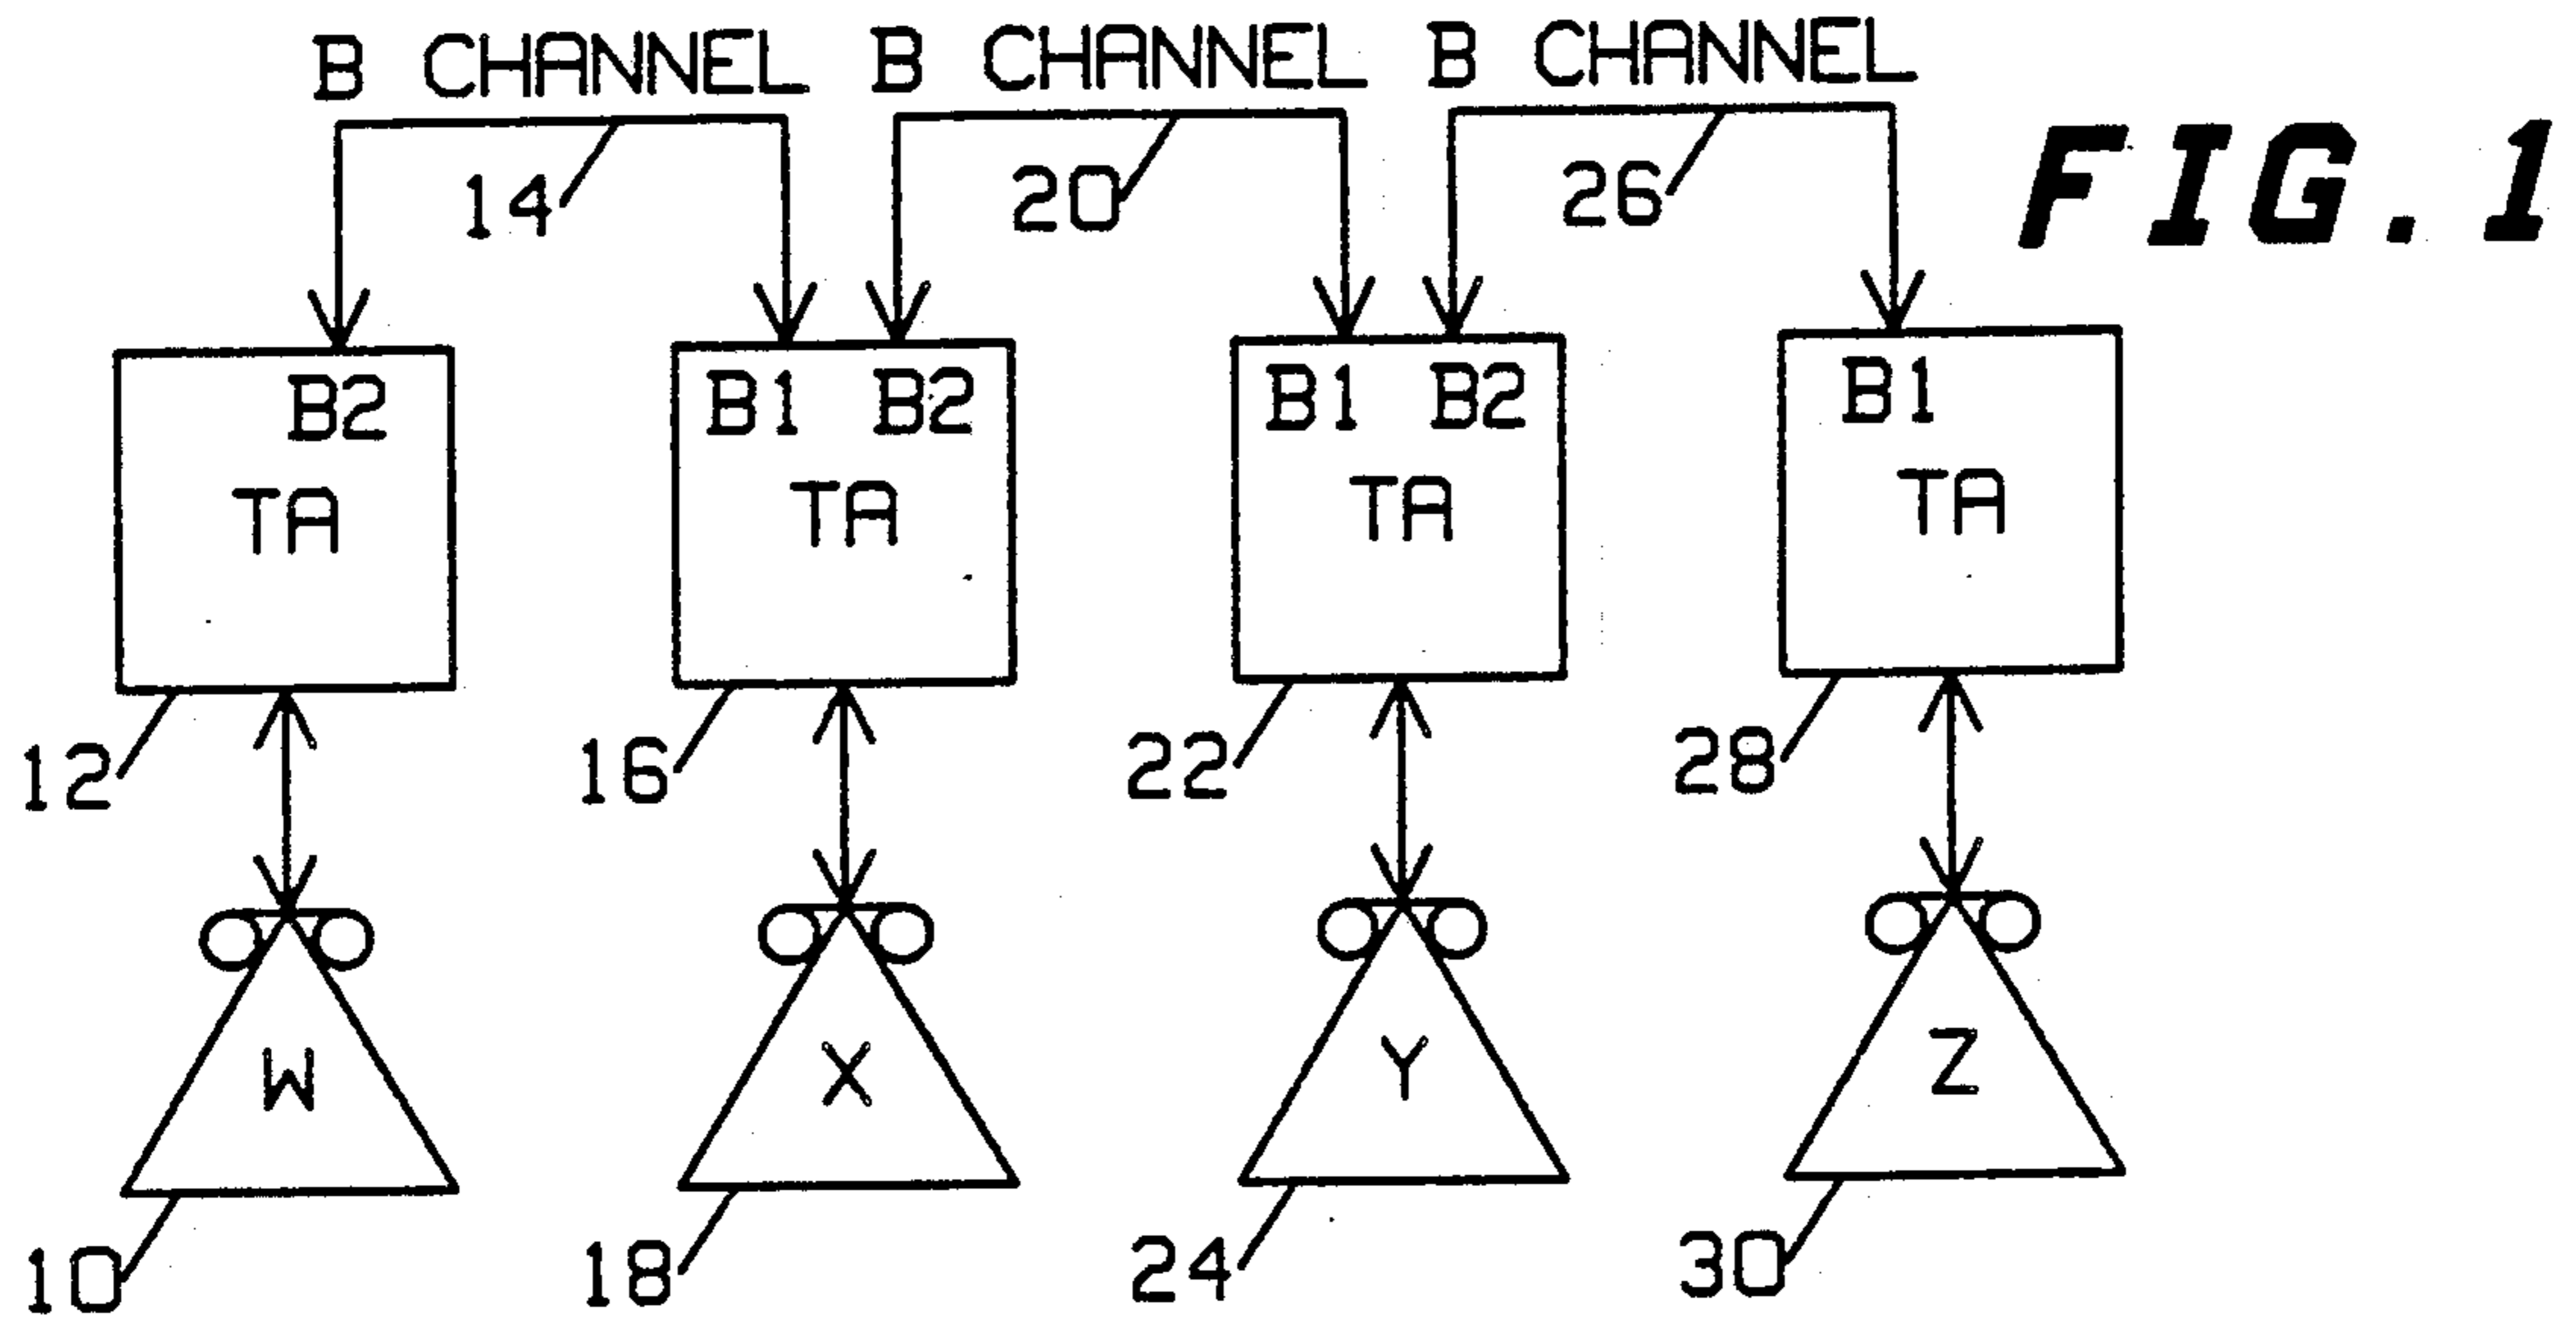 B CHANNEL B CHANNEL B CHANNEL
FIG. 1
14 20 26
B2 B1 B2 B1 B2 B1
TA TA TA TA
12 16 22 28
W X Y Z
10 18 24 30